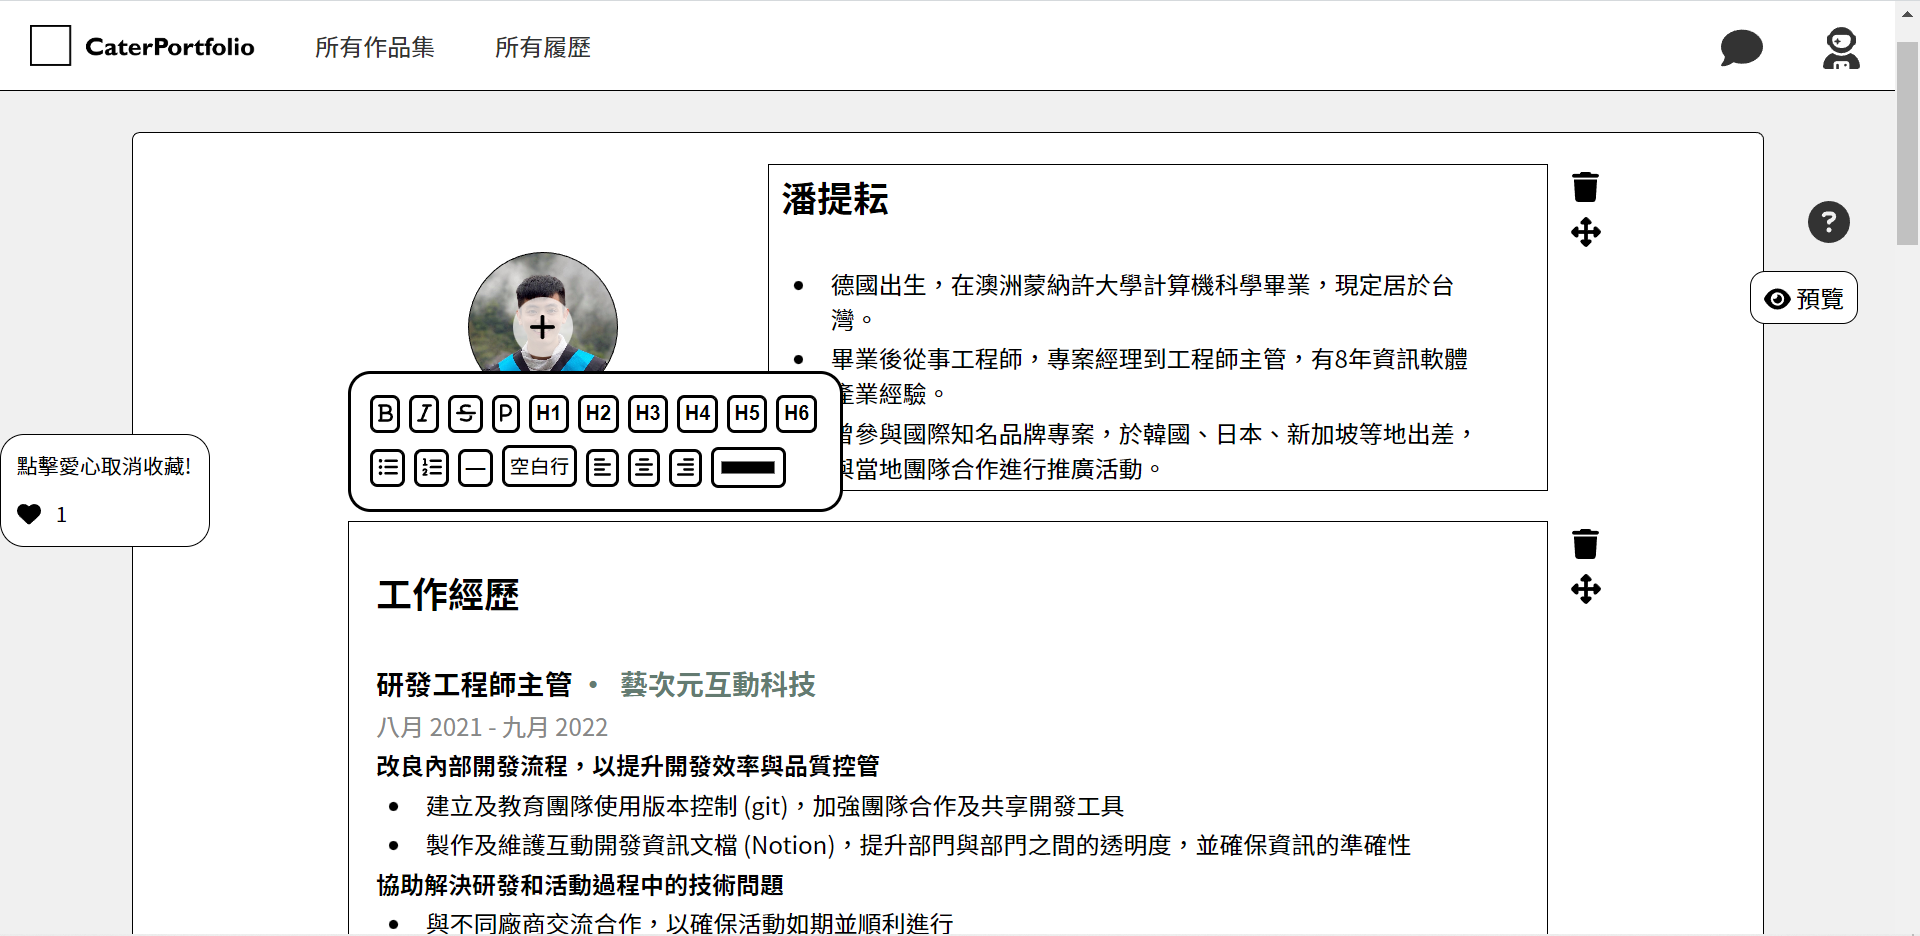 CaterPortfolio
所有作品集
所有履歷
潘提耘
德國出生，在澳洲蒙納許大學計算機科學畢業，現定居於台
灣。
畢業後從事工程師，專案經理到工程師主管，有8年資訊軟體
產業經驗。
曾參與國際知名品牌專案，於韓國、日本、新加坡等地出差，
與當地團隊合作進行推廣活動。
?
預覽
B I S P H1 H2 H3 H4 H5 H6
空白行
點擊愛心取消收藏!
1
工作經歷
研發工程師主管 • 藝次元互動科技
八月 2021 - 九月 2022
改良內部開發流程，以提升開發效率與品質控管
建立及教育團隊使用版本控制 (git)，加強團隊合作及共享開發工具
製作及維護互動開發資訊文檔 (Notion)，提升部門與部門之間的透明度，並確保資訊的準確性
協助解決研發和活動過程中的技術問題
與不同廠商交流合作，以確保活動如期並順利進行